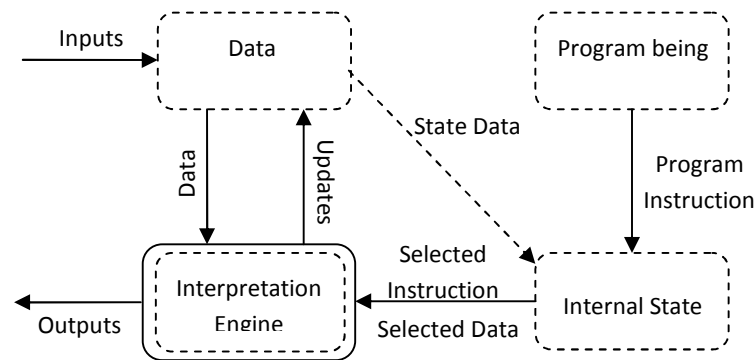 Inputs
Data
Program being
State Data
Data
Updates
Program
Instruction
Selected
Instruction
Selected Data
Interpretation
Engine
Internal State
Outputs